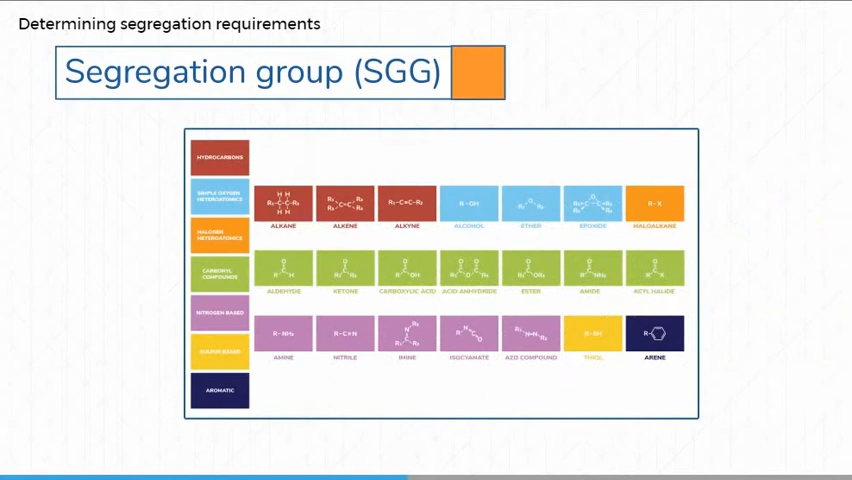 Determining segregation requirements
Segregation group (SGG)
HYDROCARBONS
SIMPLE OXYGEN
HETEROATOMICS
HALOGEN
HETEROATOMICS
CARBONYL
COMPOUNDS
NITROGEN BASED
SULFUR BASED
AROMATIC
ALKANE ALKENE ALKYNE ALCOHOL ETHER EPOXIDE HALOALKANE
ALDEHYDE KETONE CARBOXYLIC ACID ACID ANHYDRIDE ESTER AMIDE ACYL HALIDE
R-NH₂ R-C≡N R-SH
AMINE NITRILE IMINE ISOCYANATE AZO COMPOUND THIOL ARENE